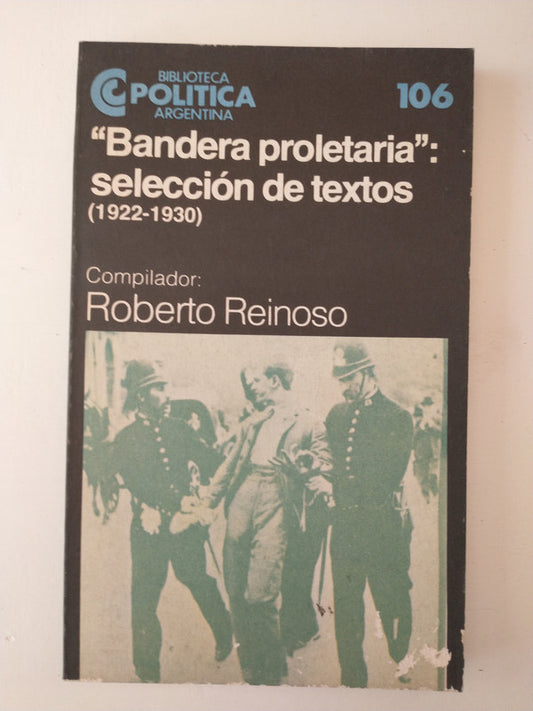 BIBLIOTECA
POLITICA
ARGENTINA
106
“Bandera proletaria”:
selección de textos
(1922-1930)
Compilador:
Roberto Reinoso